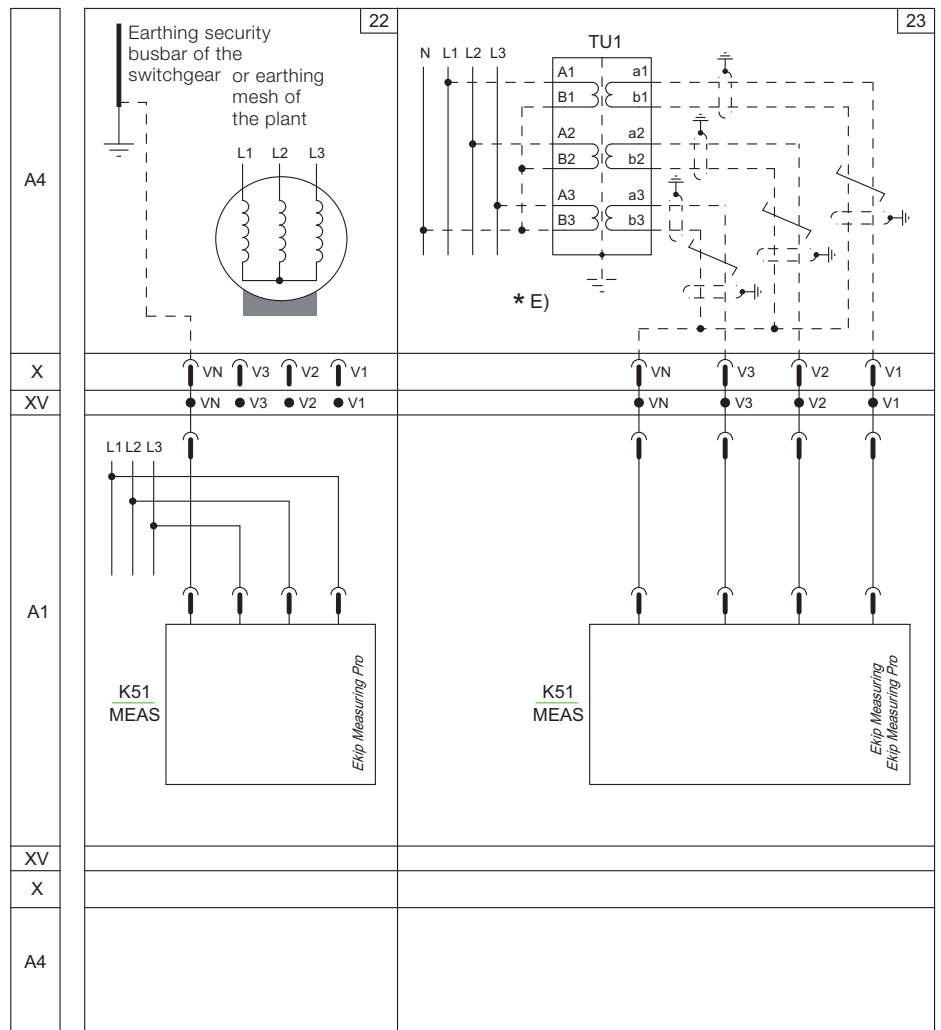 22
23
Earthing security
busbar of the
switchgear
or earthing
mesh of
the plant
L1 L2 L3
N L1 L2 L3
TU1
A1 a1
B1 b1
A2 a2
B2 b2
A3 a3
B3 b3
* E)
A4
X
VN V3 V2 V1
VN V3 V2 V1
XV
VN V3 V2 V1
VN V3 V2 V1
L1 L2 L3
A1
K51
MEAS
Ekip Measuring Pro
K51
MEAS
Ekip Measuring
Ekip Measuring Pro
XV
X
A4